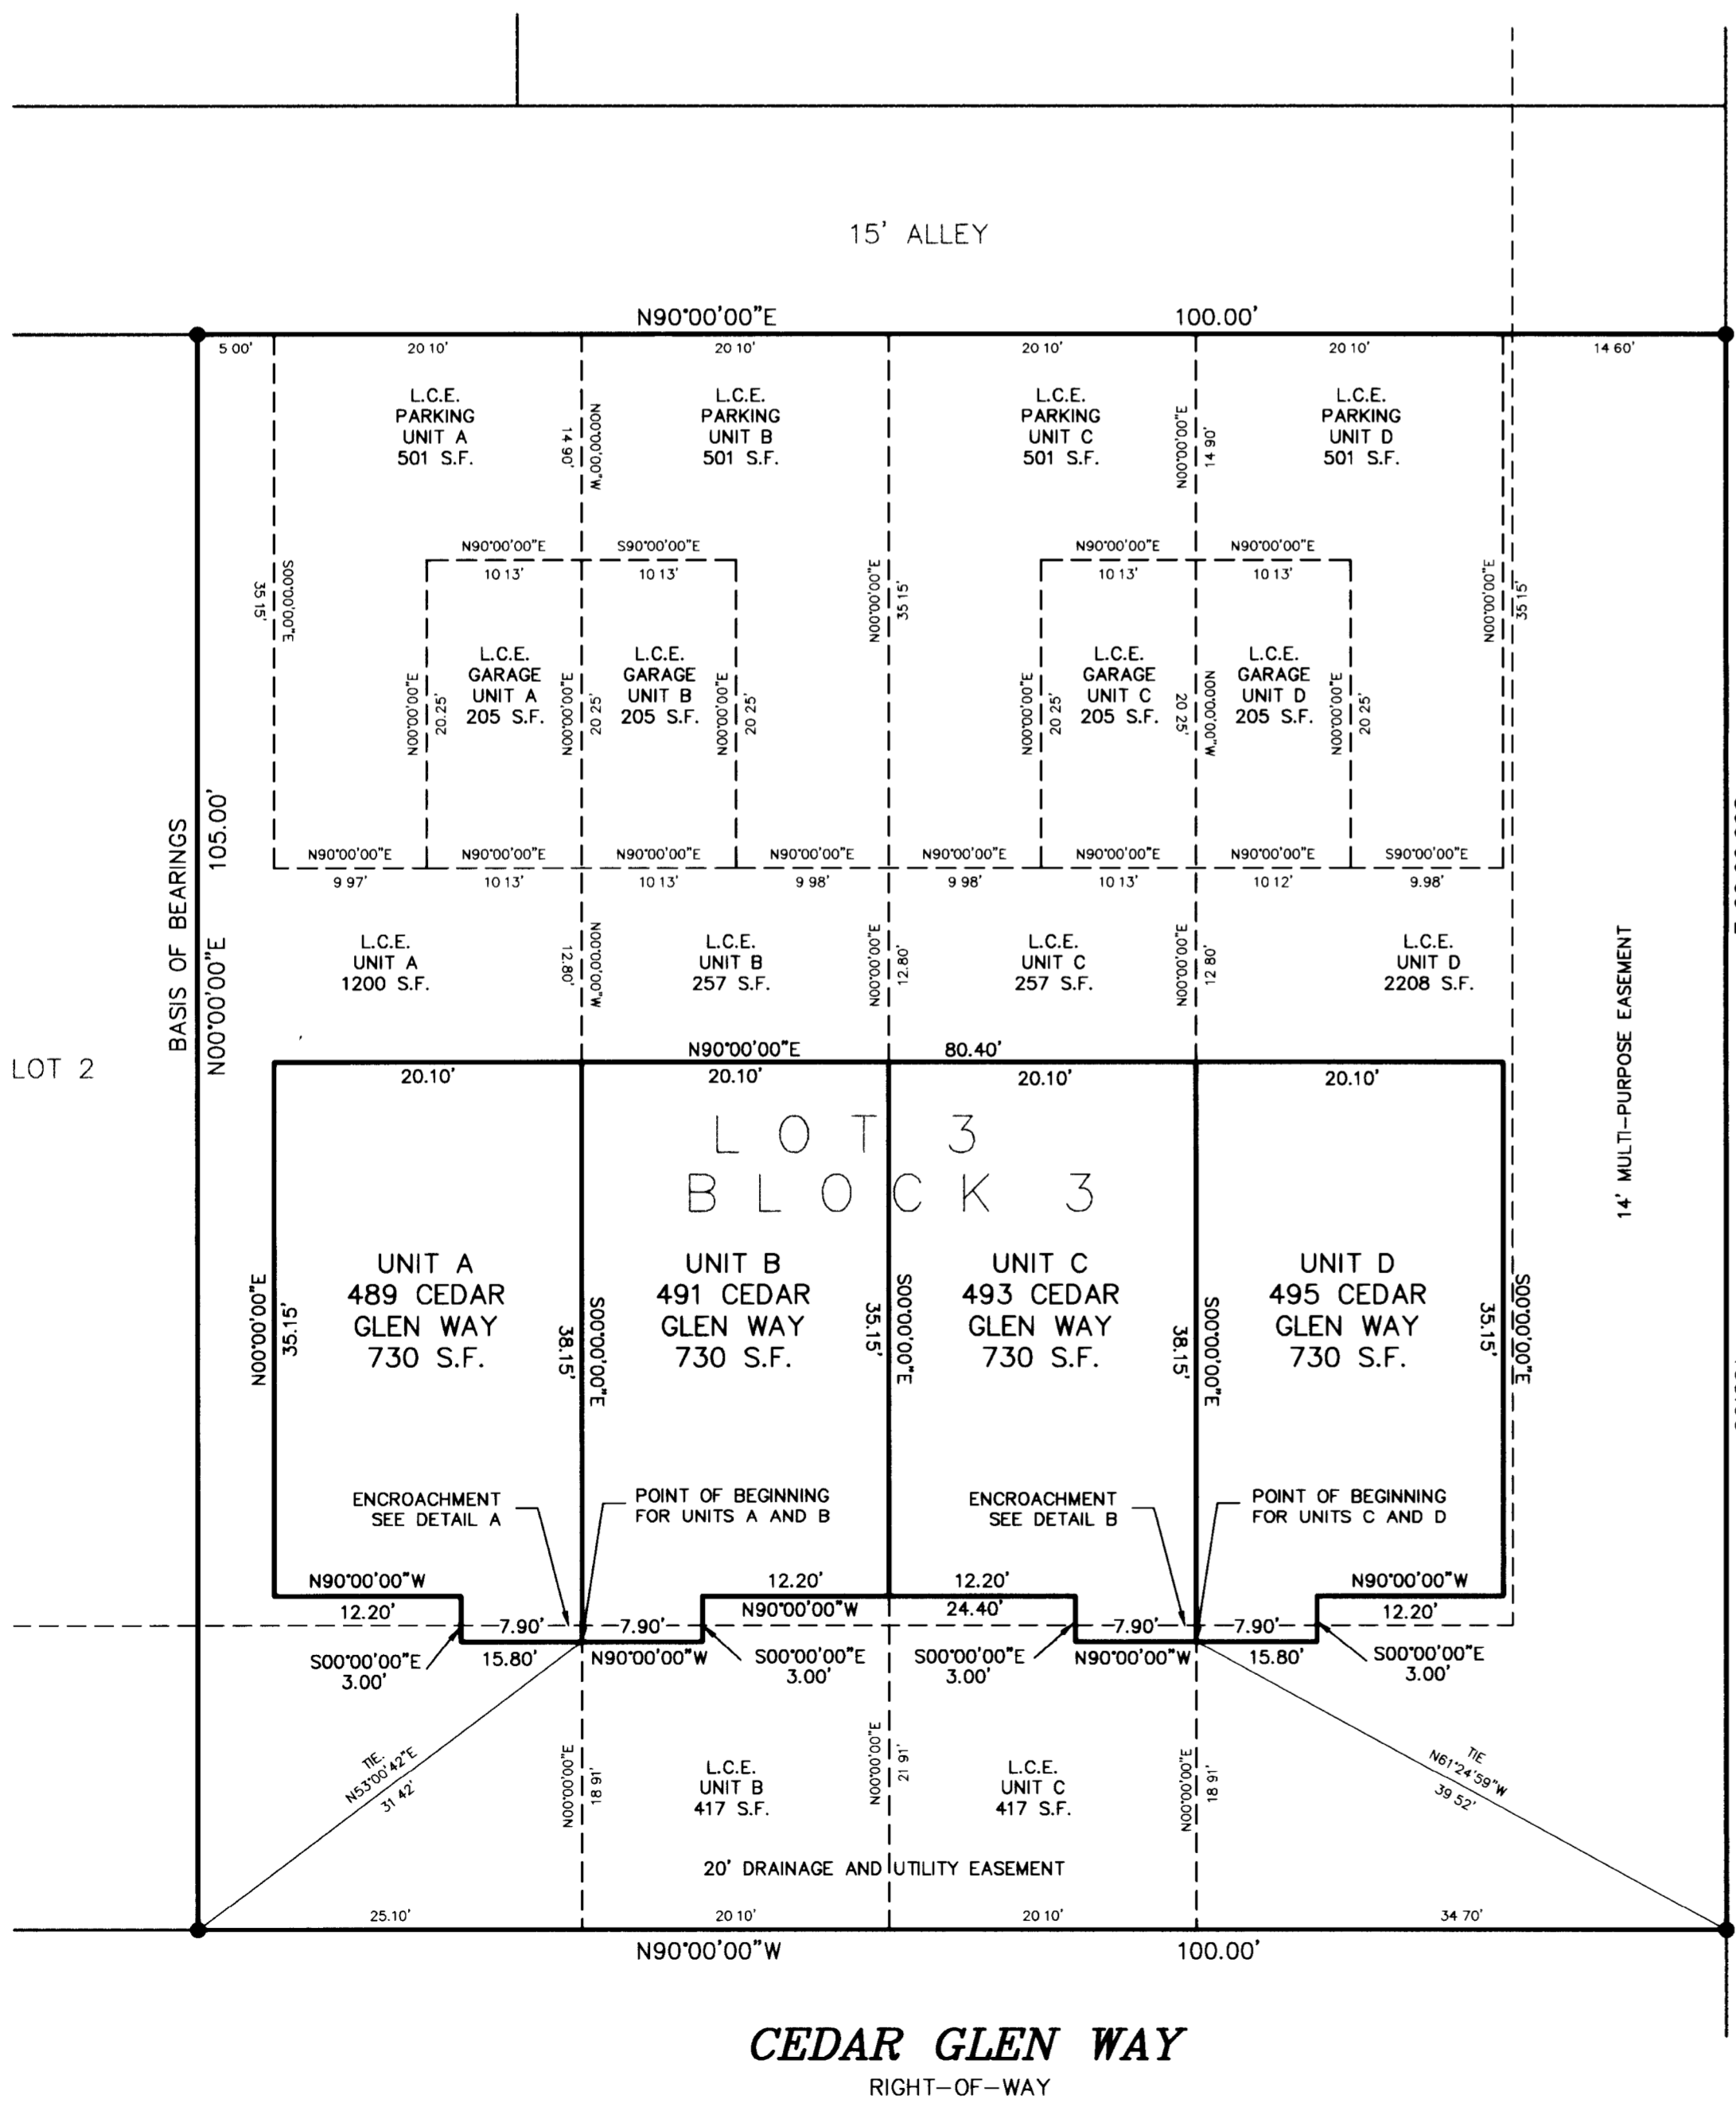 15' ALLEY
N90°00'00"E 100.00'
5 00' 20 10' 20 10' 20 10' 20 10' 14 60'
L.C.E.
PARKING
UNIT A
501 S.F.
14 90'
N00°00'00"W
L.C.E.
PARKING
UNIT B
501 S.F.
L.C.E.
PARKING
UNIT C
501 S.F.
N00°00'00"E
14 90'
L.C.E.
PARKING
UNIT D
501 S.F.
35 15'
S00°00'00"E
N90°00'00"E
10 13'
S90°00'00"E
10 13'
N00°00'00"E
35 15'
N90°00'00"E
10 13'
N90°00'00"E
10 13'
N00°00'00"E
35 15'
N00°00'00"E
20.25'
L.C.E.
GARAGE
UNIT A
205 S.F.
N00°00'00"E
20 25'
L.C.E.
GARAGE
UNIT B
205 S.F.
N00°00'00"E
20 25'
N00°00'00"E
20 25'
L.C.E.
GARAGE
UNIT C
205 S.F.
20 25'
N00°00'00"W
L.C.E.
GARAGE
UNIT D
205 S.F.
N00°00'00"E
20 25'
N90°00'00"E N90°00'00"E N90°00'00"E N90°00'00"E N90°00'00"E N90°00'00"E N90°00'00"E S90°00'00"E
9 97' 10 13' 10 13' 9 98' 9 98' 10 13' 10 12' 9.98'
BASIS OF BEARINGS
N00°00'00"E 105.00'
L.C.E.
UNIT A
1200 S.F.
12.80'
N00°00'00"W
L.C.E.
UNIT B
257 S.F.
N00°00'00"E
12.80'
L.C.E.
UNIT C
257 S.F.
N00°00'00"E
12 80'
L.C.E.
UNIT D
2208 S.F.
14' MULTI-PURPOSE EASEMENT
LOT 2
N90°00'00"E 80.40'
20.10' 20.10' 20.10' 20.10'
LOT 3
BLOCK 3
N00°00'00"E
35.15'
UNIT A
489 CEDAR
GLEN WAY
730 S.F.
38.15'
S00°00'00"E
UNIT B
491 CEDAR
GLEN WAY
730 S.F.
35.15'
S00°00'00"E
UNIT C
493 CEDAR
GLEN WAY
730 S.F.
38.15'
S00°00'00"E
UNIT D
495 CEDAR
GLEN WAY
730 S.F.
35.15'
S00°00'00"E
ENCROACHMENT
SEE DETAIL A
POINT OF BEGINNING
FOR UNITS A AND B
ENCROACHMENT
SEE DETAIL B
POINT OF BEGINNING
FOR UNITS C AND D
N90°00'00"W 12.20' 12.20' N90°00'00"W
12.20' N90°00'00"W 24.40' 12.20'
7.90' 7.90' 7.90' 7.90'
15.80' N90°00'00"W N90°00'00"W 15.80'
S00°00'00"E
3.00'
S00°00'00"E
3.00'
S00°00'00"E
3.00'
S00°00'00"E
3.00'
TIE.
N53°00'42"E
31 42'
N00°00'00"E
18 91'
L.C.E.
UNIT B
417 S.F.
N00°00'00"E
21 91'
L.C.E.
UNIT C
417 S.F.
N00°00'00"E
18 91'
TIE
N61°24'59"W
39 52'
20' DRAINAGE AND UTILITY EASEMENT
25.10' 20 10' 20 10' 34 70'
N90°00'00"W 100.00'
CEDAR GLEN WAY
RIGHT-OF-WAY